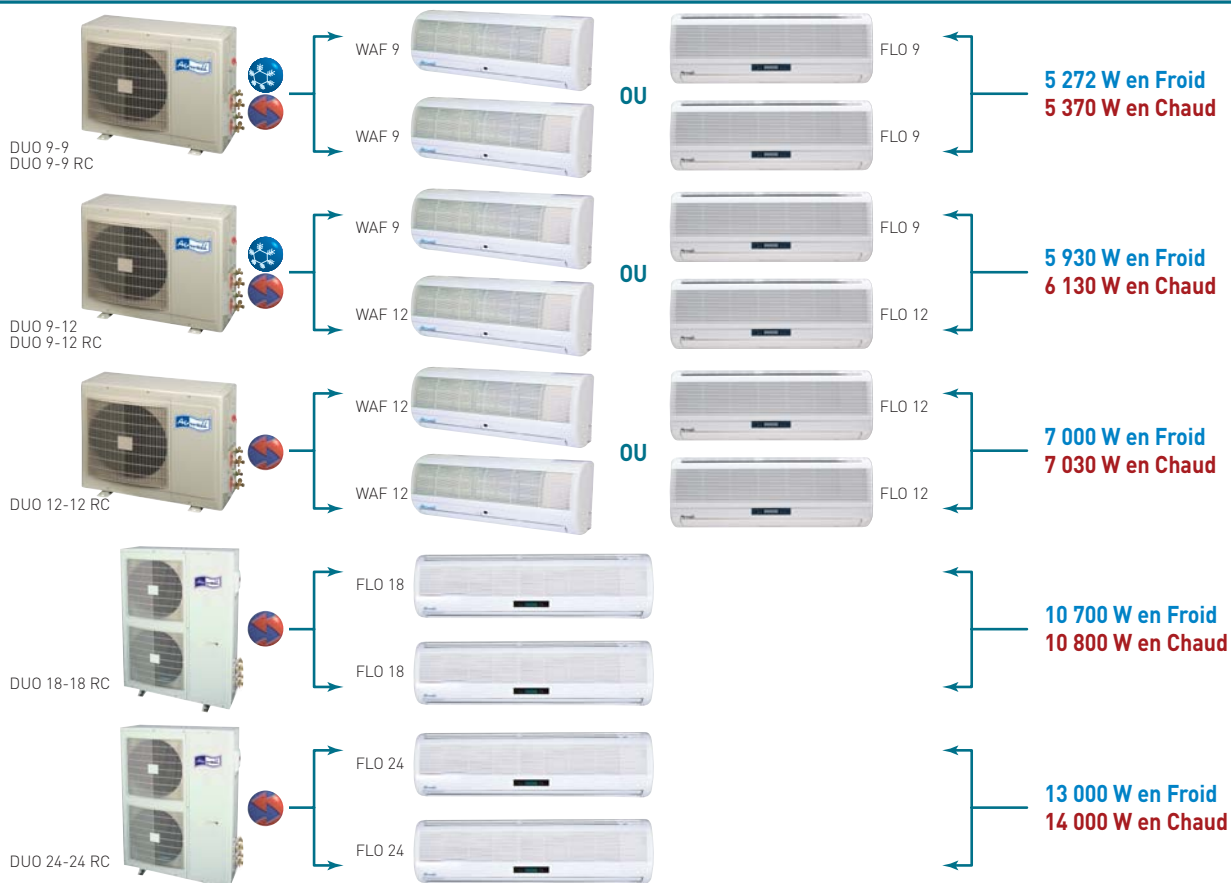 WAF 9
FLO 9
OU
5 272 W en Froid
5 370 W en Chaud
WAF 9
FLO 9
DUO 9-9
DUO 9-9 RC
Airwell
WAF 9
FLO 9
OU
5 930 W en Froid
6 130 W en Chaud
WAF 12
FLO 12
DUO 9-12
DUO 9-12 RC
Airwell
WAF 12
FLO 12
OU
7 000 W en Froid
7 030 W en Chaud
WAF 12
FLO 12
DUO 12-12 RC
Airwell
FLO 18
10 700 W en Froid
10 800 W en Chaud
FLO 18
DUO 18-18 RC
FLO 24
13 000 W en Froid
14 000 W en Chaud
FLO 24
DUO 24-24 RC